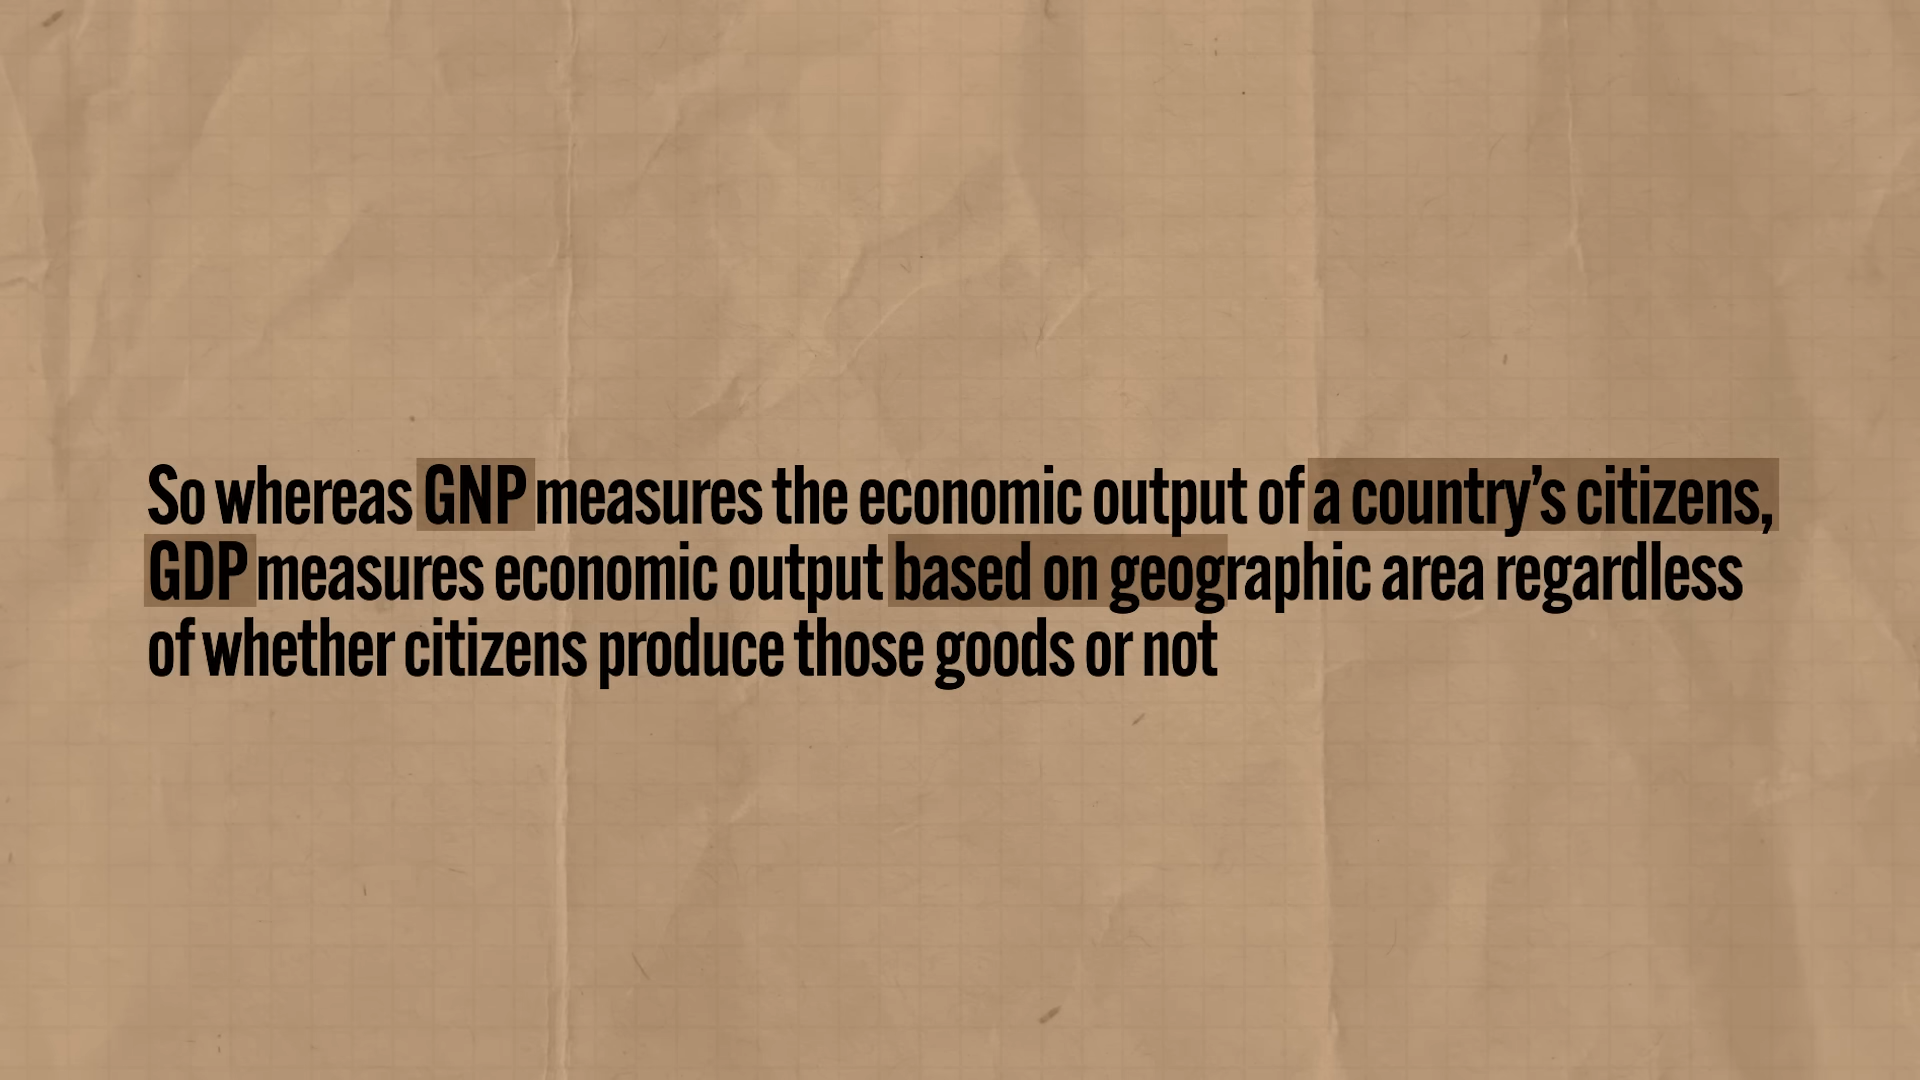 So whereas GNP measures the economic output of a country’s citizens,
GDP measures economic output based on geographic area regardless
of whether citizens produce those goods or not